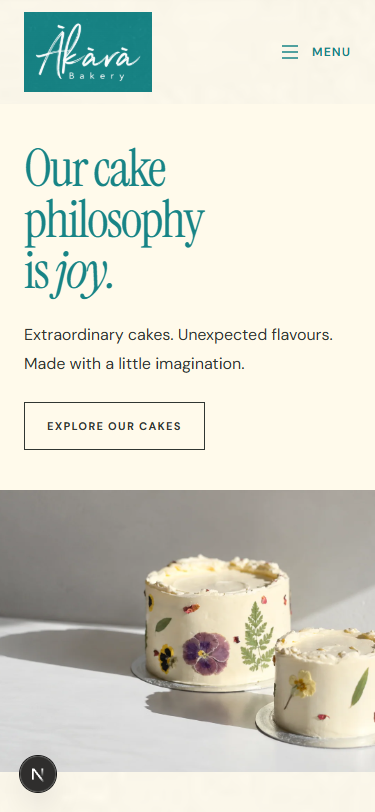 Àkàrà
Bakery
MENU
Our cake
philosophy
is joy.
Extraordinary cakes. Unexpected flavours.
Made with a little imagination.
EXPLORE OUR CAKES
N